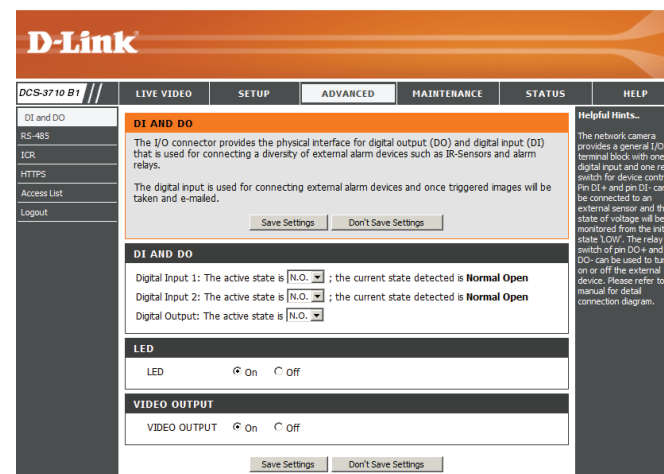 D-Link
DCS-3710 B1
LIVE VIDEO SETUP ADVANCED MAINTENANCE STATUS HELP
DI and DO
RS-485
ICR
HTTPS
Access List
Logout
DI AND DO
The I/O connector provides the physical interface for digital output (DO) and digital input (DI)
that is used for connecting a diversity of external alarm devices such as IR-Sensors and alarm
relays.
The digital input is used for connecting external alarm devices and once triggered images will be
taken and e-mailed.
Save Settings Don't Save Settings
DI AND DO
Digital Input 1: The active state is N.O. ; the current state detected is Normal Open
Digital Input 2: The active state is N.O. ; the current state detected is Normal Open
Digital Output: The active state is N.O.
LED
LED On Off
VIDEO OUTPUT
VIDEO OUTPUT On Off
Save Settings Don't Save Settings
Helpful Hints..
The network camera
provides a general I/O
terminal block with one
digital input and one re
switch for device contr
Pin DI+ and pin DI- can
be connected to an
external sensor and th
state of voltage will be
monitored from the init
state 'LOW'. The relay
switch of pin DO+ and
DO- can be used to tur
on or off the external
device. Please refer to
manual for detail
connection diagram.